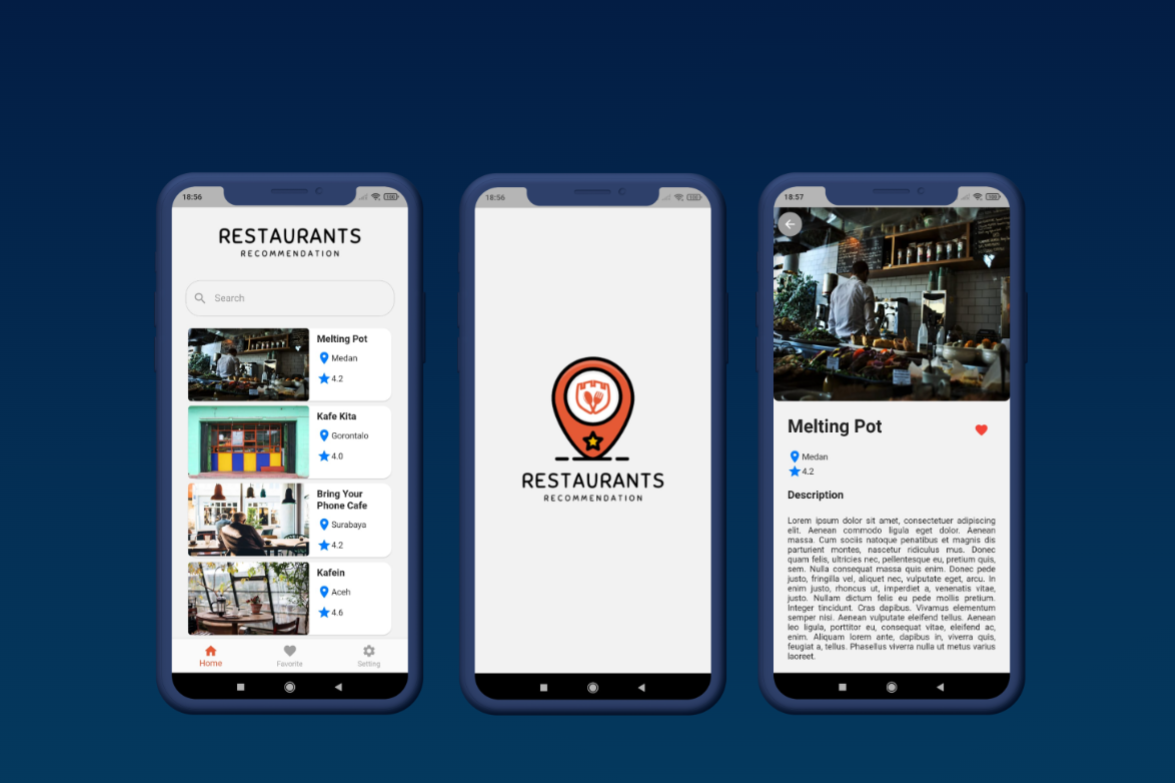 18:56
RESTAURANTS
RECOMMENDATION
Search
Melting Pot
Medan
4.2
Kafe Kita
Gorontalo
4.0
Bring Your
Phone Cafe
Surabaya
4.2
Kafein
Aceh
4.6
Home
Favorite
Setting
18:56
RESTAURANTS
RECOMMENDATION
18:57
Melting Pot
Medan
4.2
Description
Lorem ipsum dolor sit amet, consectetuer adipiscing
elit. Aenean commodo ligula eget dolor. Aenean
massa. Cum sociis natoque penatibus et magnis dis
parturient montes, nascetur ridiculus mus. Donec
quam felis, ultricies nec, pellentesque eu, pretium quis,
sem. Nulla consequat massa quis enim. Donec pede
justo, fringilla vel, aliquet nec, vulputate eget, arcu. In
enim justo, rhoncus ut, imperdiet a, venenatis vitae,
justo. Nullam dictum felis eu pede mollis pretium.
Integer tincidunt. Cras dapibus. Vivamus elementum
semper nisi. Aenean vulputate eleifend tellus. Aenean
leo ligula, porttitor eu, consequat vitae, eleifend ac,
enim. Aliquam lorem ante, dapibus in, viverra quis,
feugiat a, tellus. Phasellus viverra nulla ut metus varius
laoreet.